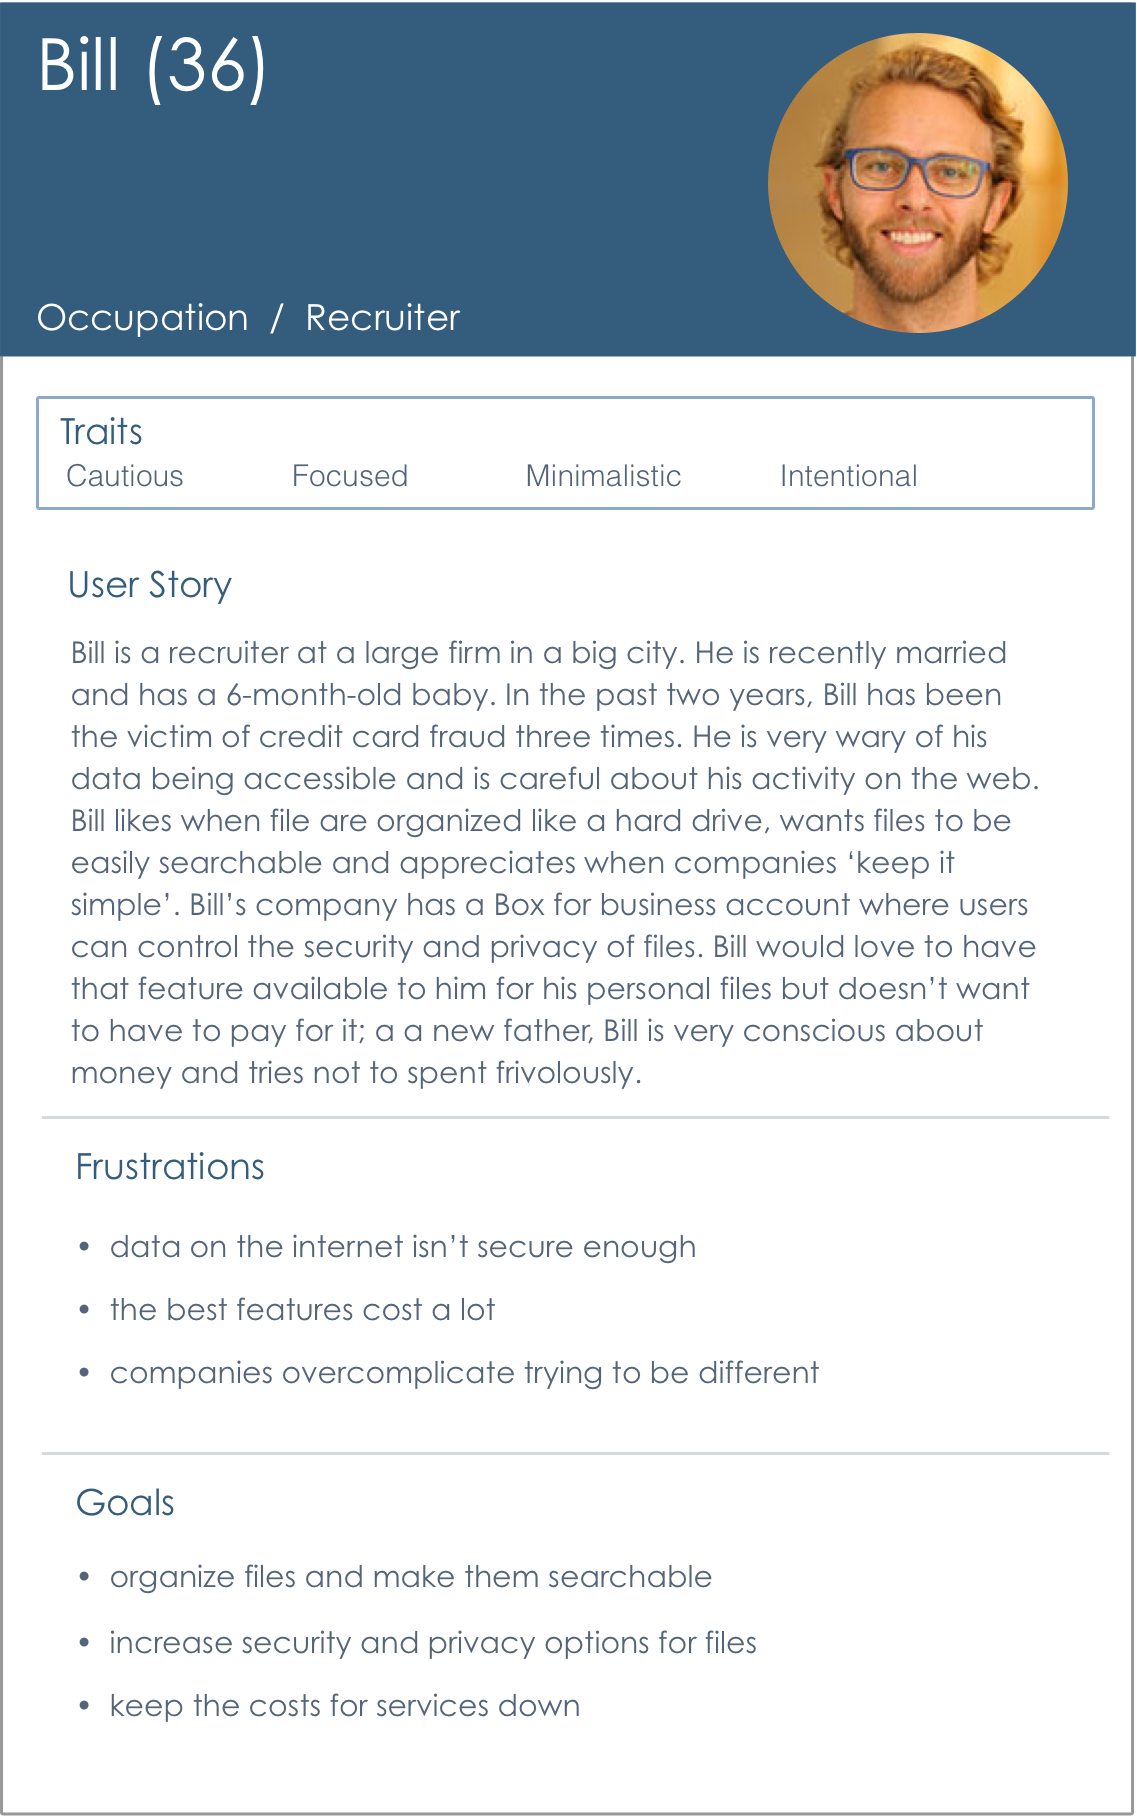 Bill (36)
Occupation / Recruiter
Traits
Cautious Focused Minimalistic Intentional
User Story
Bill is a recruiter at a large firm in a big city. He is recently married
and has a 6-month-old baby. In the past two years, Bill has been
the victim of credit card fraud three times. He is very wary of his
data being accessible and is careful about his activity on the web.
Bill likes when file are organized like a hard drive, wants files to be
easily searchable and appreciates when companies ‘keep it
simple’. Bill’s company has a Box for business account where users
can control the security and privacy of files. Bill would love to have
that feature available to him for his personal files but doesn’t want
to have to pay for it; a a new father, Bill is very conscious about
money and tries not to spent frivolously.
Frustrations
• data on the internet isn’t secure enough
• the best features cost a lot
• companies overcomplicate trying to be different
Goals
• organize files and make them searchable
• increase security and privacy options for files
• keep the costs for services down